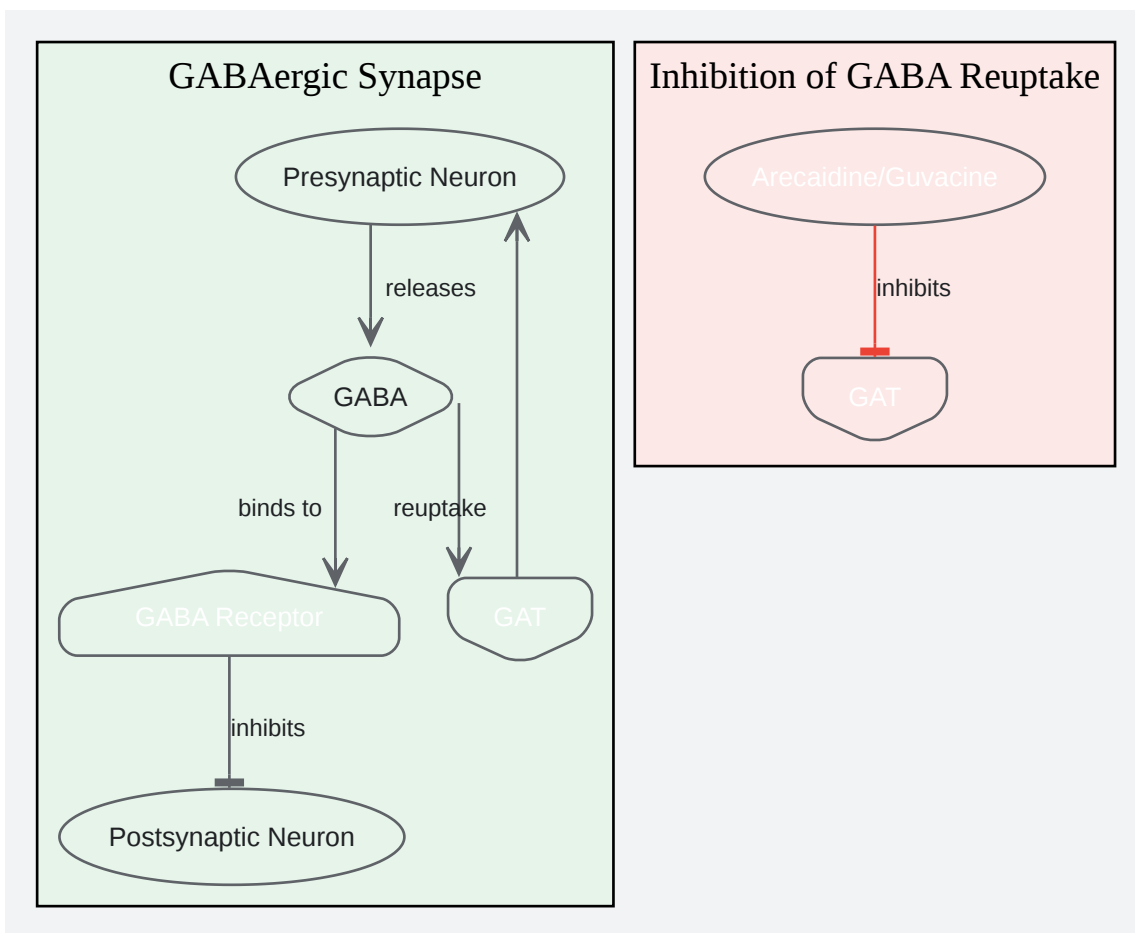 GABAergic Synapse
Presynaptic Neuron
releases
GABA
binds to
reuptake
GABA Receptor
GAT
inhibits
Postsynaptic Neuron
Inhibition of GABA Reuptake
Arecaidine/Guvacine
inhibits
GAT